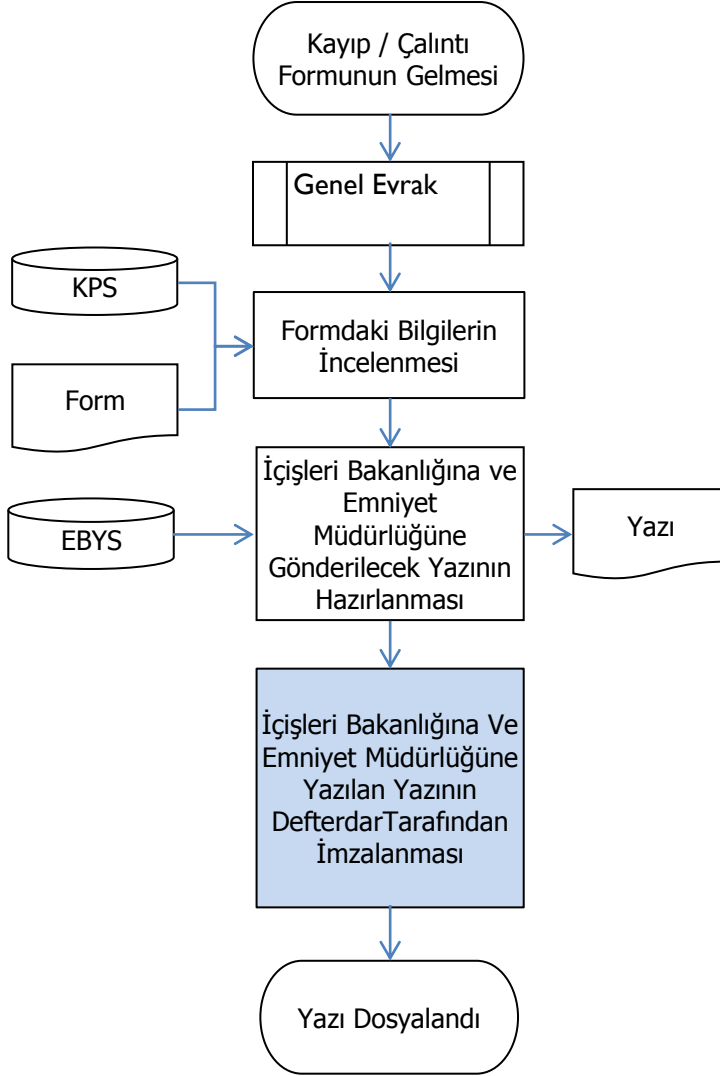 Kayıp / Çalıntı
Formunun Gelmesi
Genel Evrak
KPS
Formdaki Bilgilerin
İncelenmesi
Form
İçişleri Bakanlığına ve
Emniyet
Müdürlüğüne
Gönderilecek Yazının
Hazırlanması
EBYS
Yazı
İçişleri Bakanlığına Ve
Emniyet Müdürlüğüne
Yazılan Yazının
DefterdarTarafından
İmzalanması
Yazı Dosyalandı